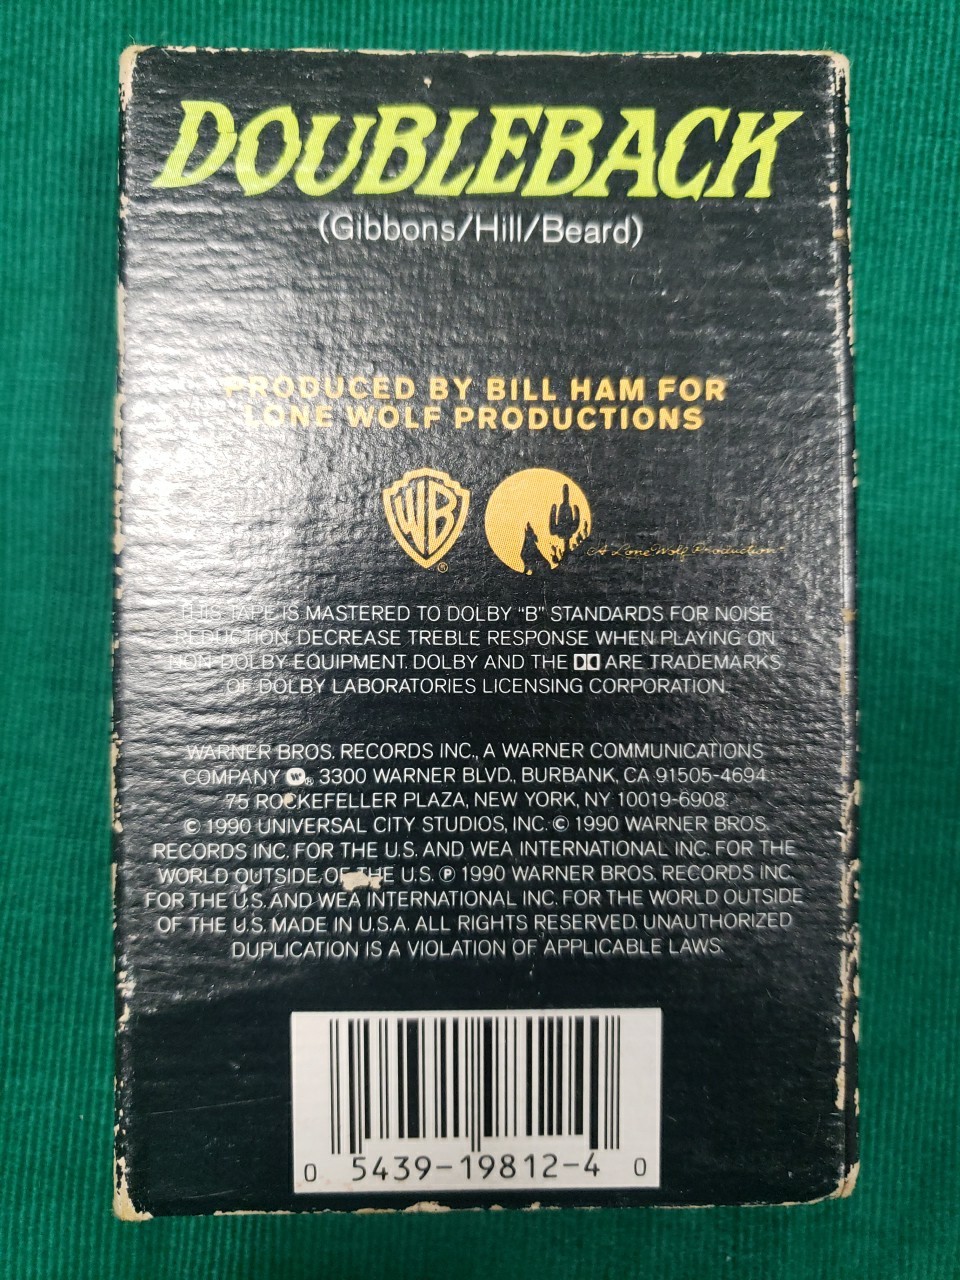 DOUBLEBACK
(Gibbons/Hill/Beard)
PRODUCED BY BILL HAM FOR
LONE WOLF PRODUCTIONS
WB
®
A Lone Wolf Production
THIS TAPE IS MASTERED TO DOLBY "B" STANDARDS FOR NOISE
REDUCTION. DECREASE TREBLE RESPONSE WHEN PLAYING ON
NON-DOLBY EQUIPMENT. DOLBY AND THE ARE TRADEMARKS
OF DOLBY LABORATORIES LICENSING CORPORATION.
WARNER BROS. RECORDS INC., A WARNER COMMUNICATIONS
COMPANY W ® 3300 WARNER BLVD., BURBANK, CA 91505-4694.
75 ROCKEFELLER PLAZA, NEW YORK, NY 10019-6908.
© 1990 UNIVERSAL CITY STUDIOS, INC. © 1990 WARNER BROS.
RECORDS INC. FOR THE U.S. AND WEA INTERNATIONAL INC. FOR THE
WORLD OUTSIDE OF THE U.S. ℗ 1990 WARNER BROS. RECORDS INC.
FOR THE U.S. AND WEA INTERNATIONAL INC. FOR THE WORLD OUTSIDE
OF THE U.S. MADE IN U.S.A. ALL RIGHTS RESERVED. UNAUTHORIZED
DUPLICATION IS A VIOLATION OF APPLICABLE LAWS.
0 5439-19812-4 0